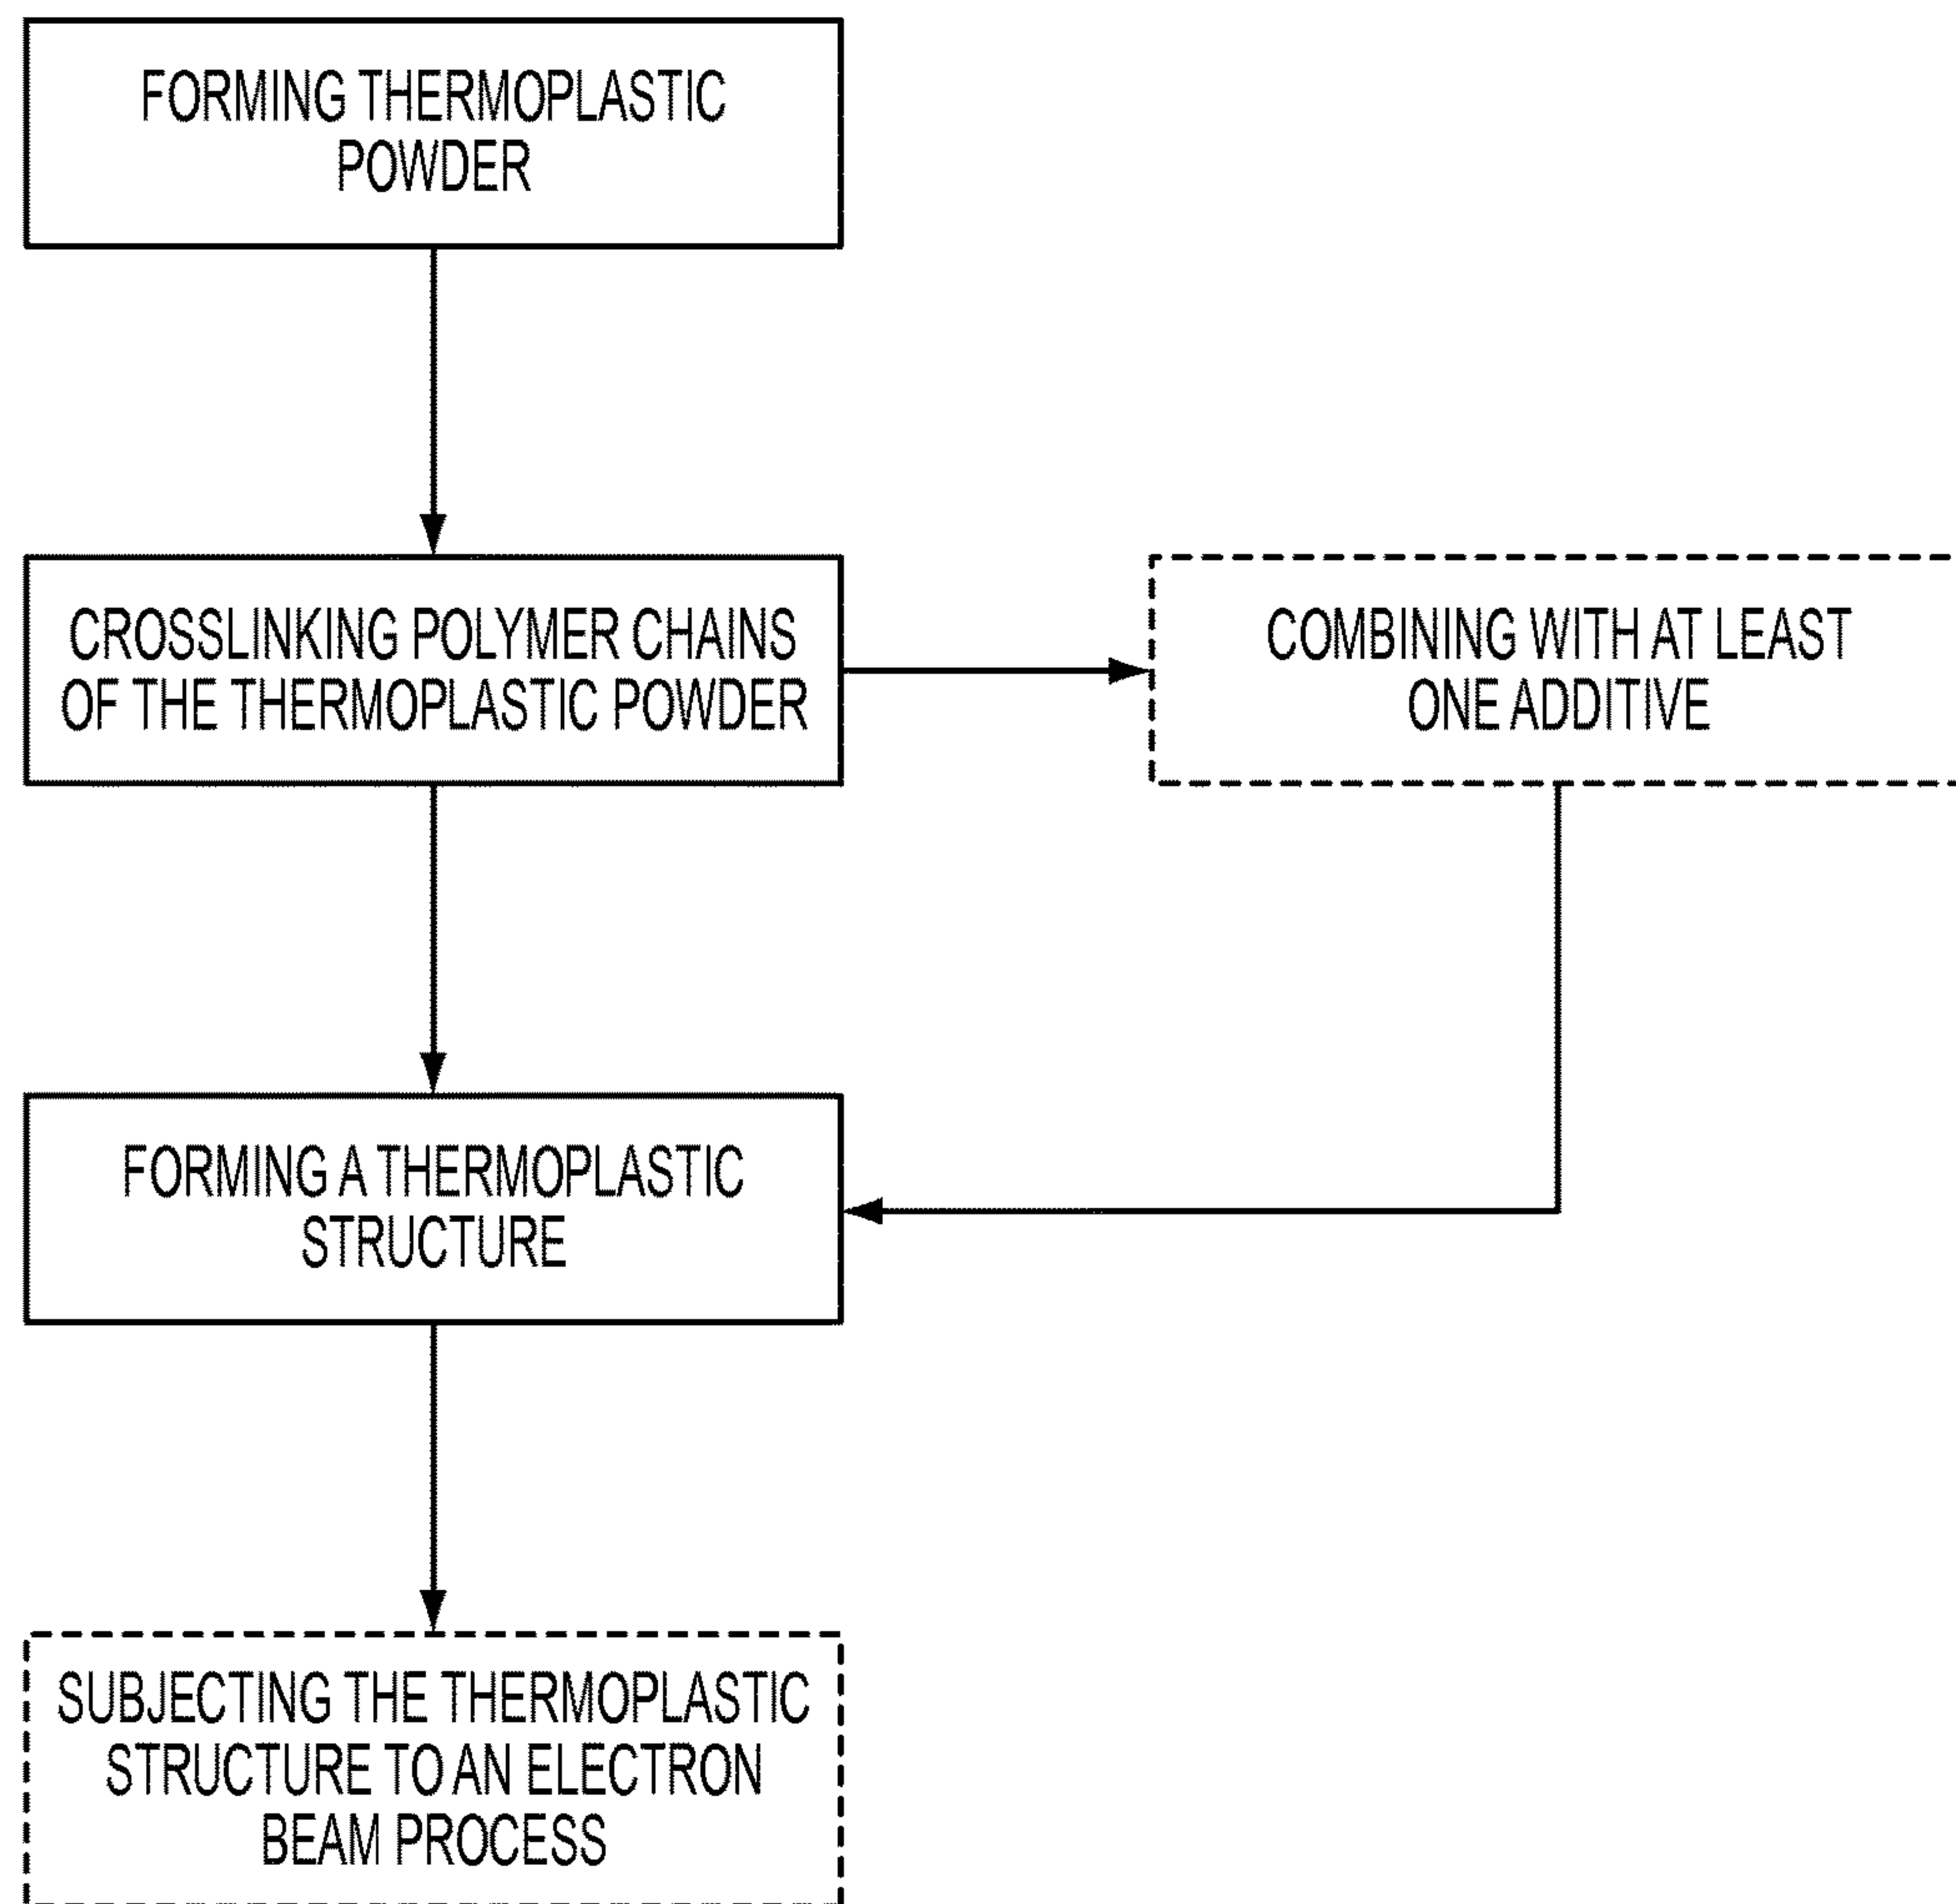 FORMING THERMOPLASTIC
POWDER
CROSSLINKING POLYMER CHAINS
OF THE THERMOPLASTIC POWDER
COMBINING WITH AT LEAST
ONE ADDITIVE
FORMING A THERMOPLASTIC
STRUCTURE
SUBJECTING THE THERMOPLASTIC
STRUCTURE TO AN ELECTRON
BEAM PROCESS